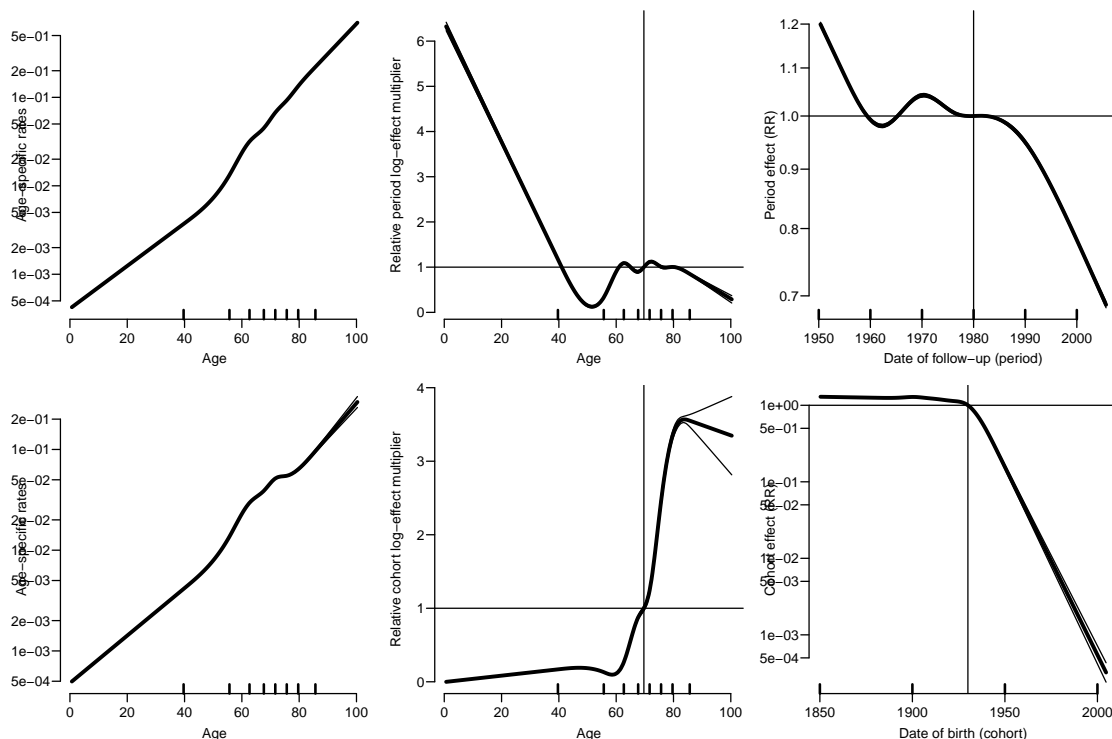 5e−01
2e−01
1e−01
5e−02
2e−02
1e−02
5e−03
2e−03
1e−03
5e−04
Age−specific rates
0 20 40 60 80 100
Age
6
5
4
3
2
1
0
Relative period log−effect multiplier
0 20 40 60 80 100
Age
1.2
1.1
1.0
0.9
0.8
0.7
Period effect (RR)
1950 1960 1970 1980 1990 2000
Date of follow−up (period)
2e−01
1e−01
5e−02
2e−02
1e−02
5e−03
2e−03
1e−03
5e−04
Age−specific rates
0 20 40 60 80 100
Age
4
3
2
1
0
Relative cohort log−effect multiplier
0 20 40 60 80 100
Age
1e+00
5e−01
1e−01
5e−02
1e−02
5e−03
1e−03
5e−04
Cohort effect (RR)
1850 1900 1950 2000
Date of birth (cohort)